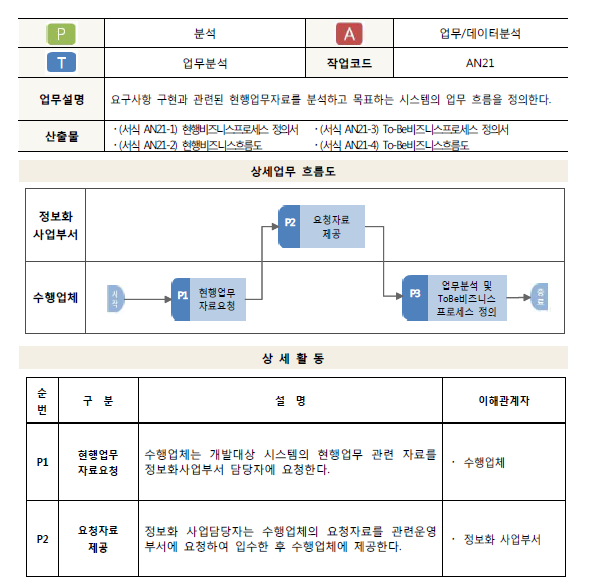 P 분석 A 업무/데이터분석
T 업무분석 작업코드 AN21
업무설명 요구사항 구현과 관련된 현행업무자료를 분석하고 목표하는 시스템의 업무 흐름을 정의한다.
산출물 · (서식 AN21-1) 현행비즈니스프로세스 정의서 · (서식 AN21-3) To-Be비즈니스프로세스 정의서
· (서식 AN21-2) 현행비즈니스흐름도 · (서식 AN21-4) To-Be비즈니스흐름도
상세업무 흐름도
정보화
사업부서
P2 요청자료
제공
수행업체
시
작
P1 현행업무
자료요청
P3 업무분석 및
ToBe비즈니스
프로세스 정의
종
료
상 세 활 동
순
번
구 분
설 명
이해관계자
P1
현행업무
자료요청
수행업체는 개발대상 시스템의 현행업무 관련 자료를
정보화사업부서 담당자에 요청한다.
· 수행업체
P2
요청자료
제공
정보화 사업담당자는 수행업체의 요청자료를 관련운영
부서에 요청하여 입수한 후 수행업체에 제공한다.
· 정보화 사업부서